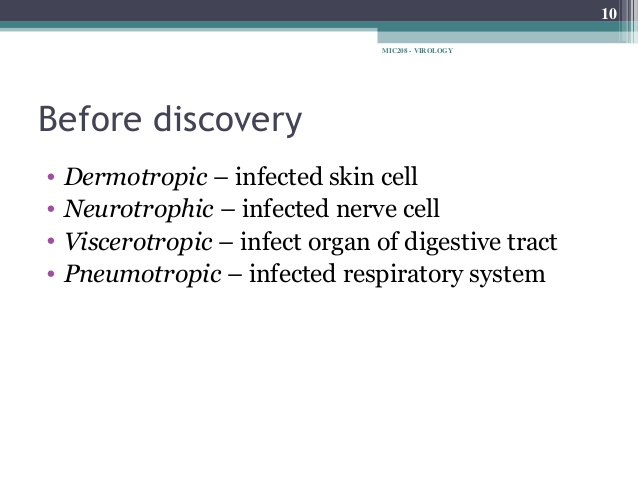 10
MIC208 - VIROLOGY
Before discovery
• Dermotropic – infected skin cell
• Neurotrophic – infected nerve cell
• Viscerotropic – infect organ of digestive tract
• Pneumotropic – infected respiratory system